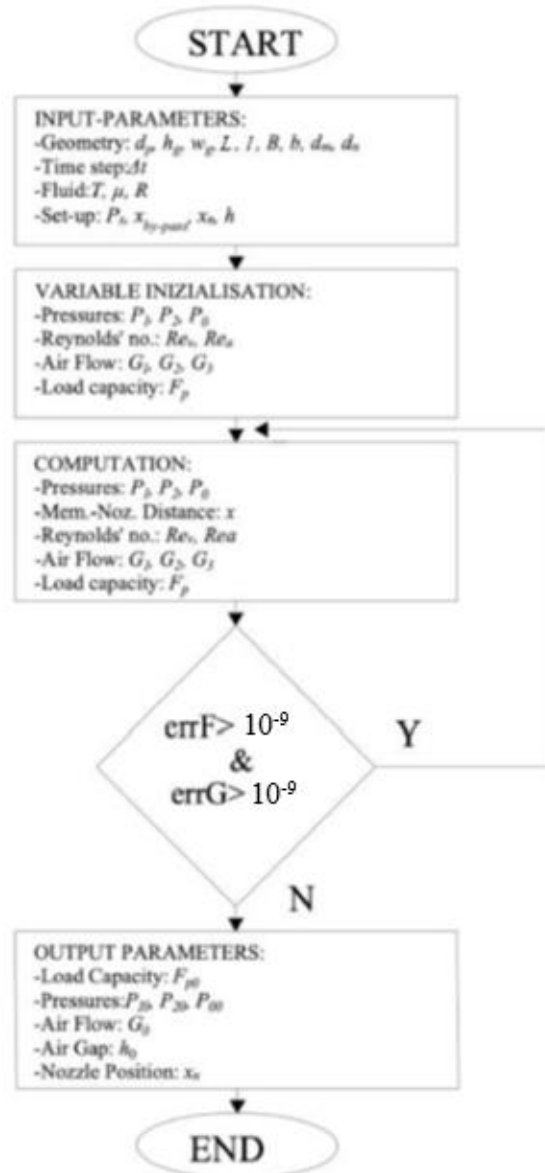 START
INPUT-PARAMETERS:
-Geometry: dp, hg, wg, L, l, B, b, dm, dn
-Time step:Δt
-Fluid:T, μ, R
-Set-up: Ps, xby-pass, xn, h
VARIABLE INIZIALISATION:
-Pressures: P1, P2, P0
-Reynolds' no.: Res, Rea
-Air Flow: G1, G2, G3
-Load capacity: Fp
COMPUTATION:
-Pressures: P1, P2, P0
-Mem.-Noz. Distance: x
-Reynolds' no.: Res, Rea
-Air Flow: G1, G2, G3
-Load capacity: Fp
errF> 10-9
&
errG> 10-9
Y
N
OUTPUT PARAMETERS:
-Load Capacity: Fp0
-Pressures:P10, P20, P00
-Air Flow: G0
-Air Gap: h0
-Nozzle Position: xn
END